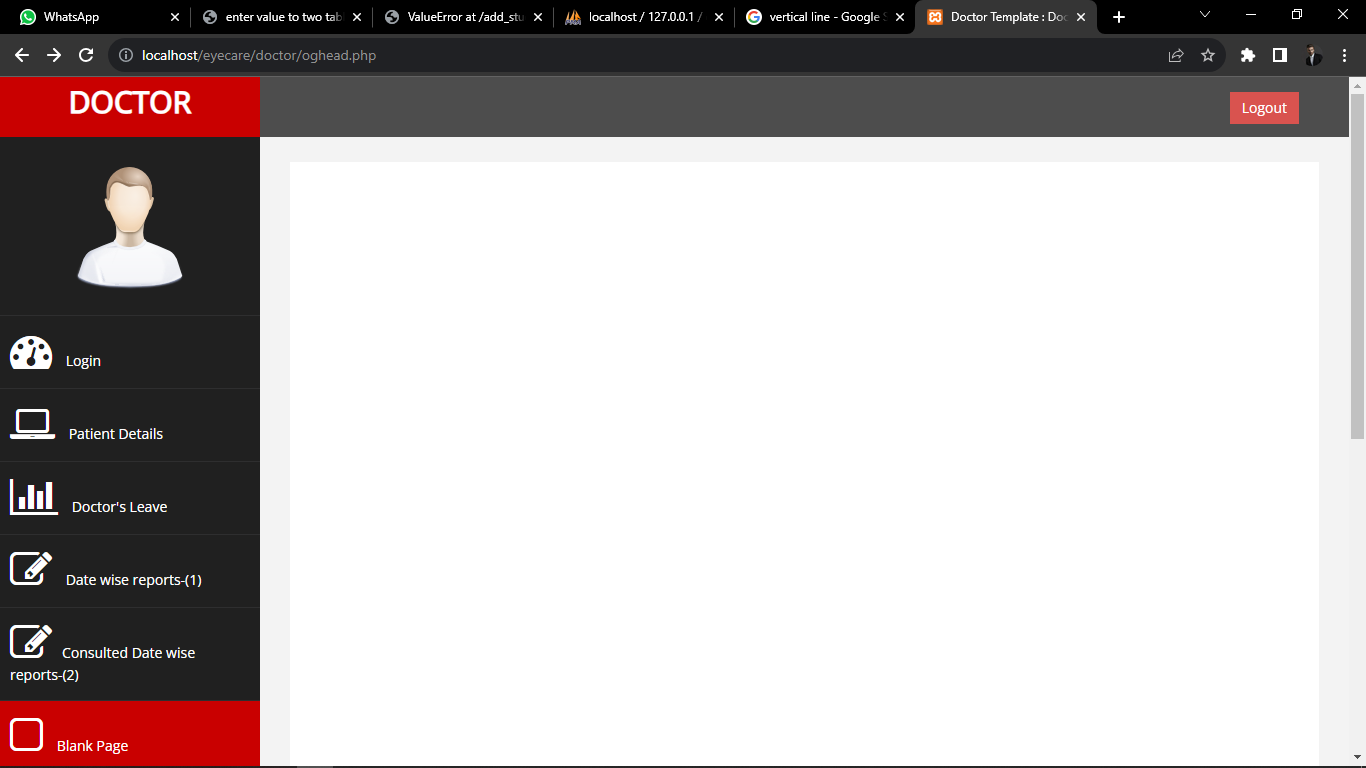 WhatsApp
enter value to two tab
ValueError at /add_stu
localhost / 127.0.0.1 /
vertical line - Google S
Doctor Template : Doc
localhost/eyecare/doctor/oghead.php
DOCTOR
Logout
Login
Patient Details
Doctor's Leave
Date wise reports-(1)
Consulted Date wise
reports-(2)
Blank Page